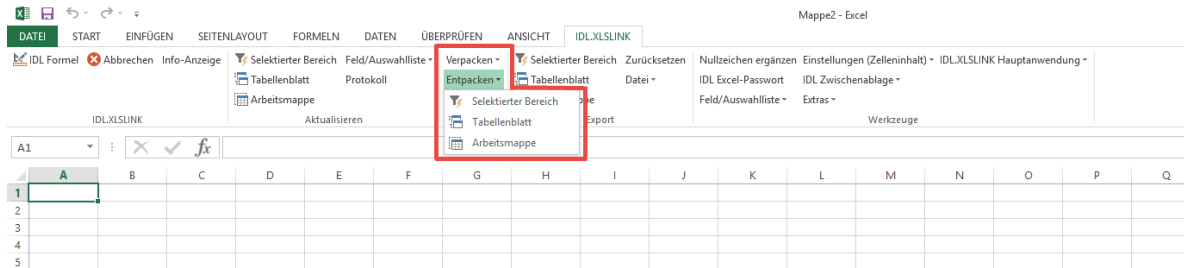 Mappe2 - Excel
DATEI START EINFÜGEN SEITENLAYOUT FORMELN DATEN ÜBERPRÜFEN ANSICHT IDL.XLSLINK
IDL Formel Abbrechen Info-Anzeige Selektierter Bereich Feld/Auswahlliste Verpacken Selektierter Bereich Zurücksetzen Nullzeichen ergänzen Einstellungen (Zelleninhalt) IDL.XLSLINK Hauptanwendung
Tabellenblatt Protokoll Entpacken Tabellenblatt Datei IDL Excel-Passwort IDL Zwischenablage
Arbeitsmappe Selektierter Bereich Feld/Auswahlliste Extras
IDL.XLSLINK Aktualisieren Tabellenblatt Export Werkzeuge
Arbeitsmappe
A1 fx
A B C D E F G H I J K L M N O P Q
1
2
3
4
5